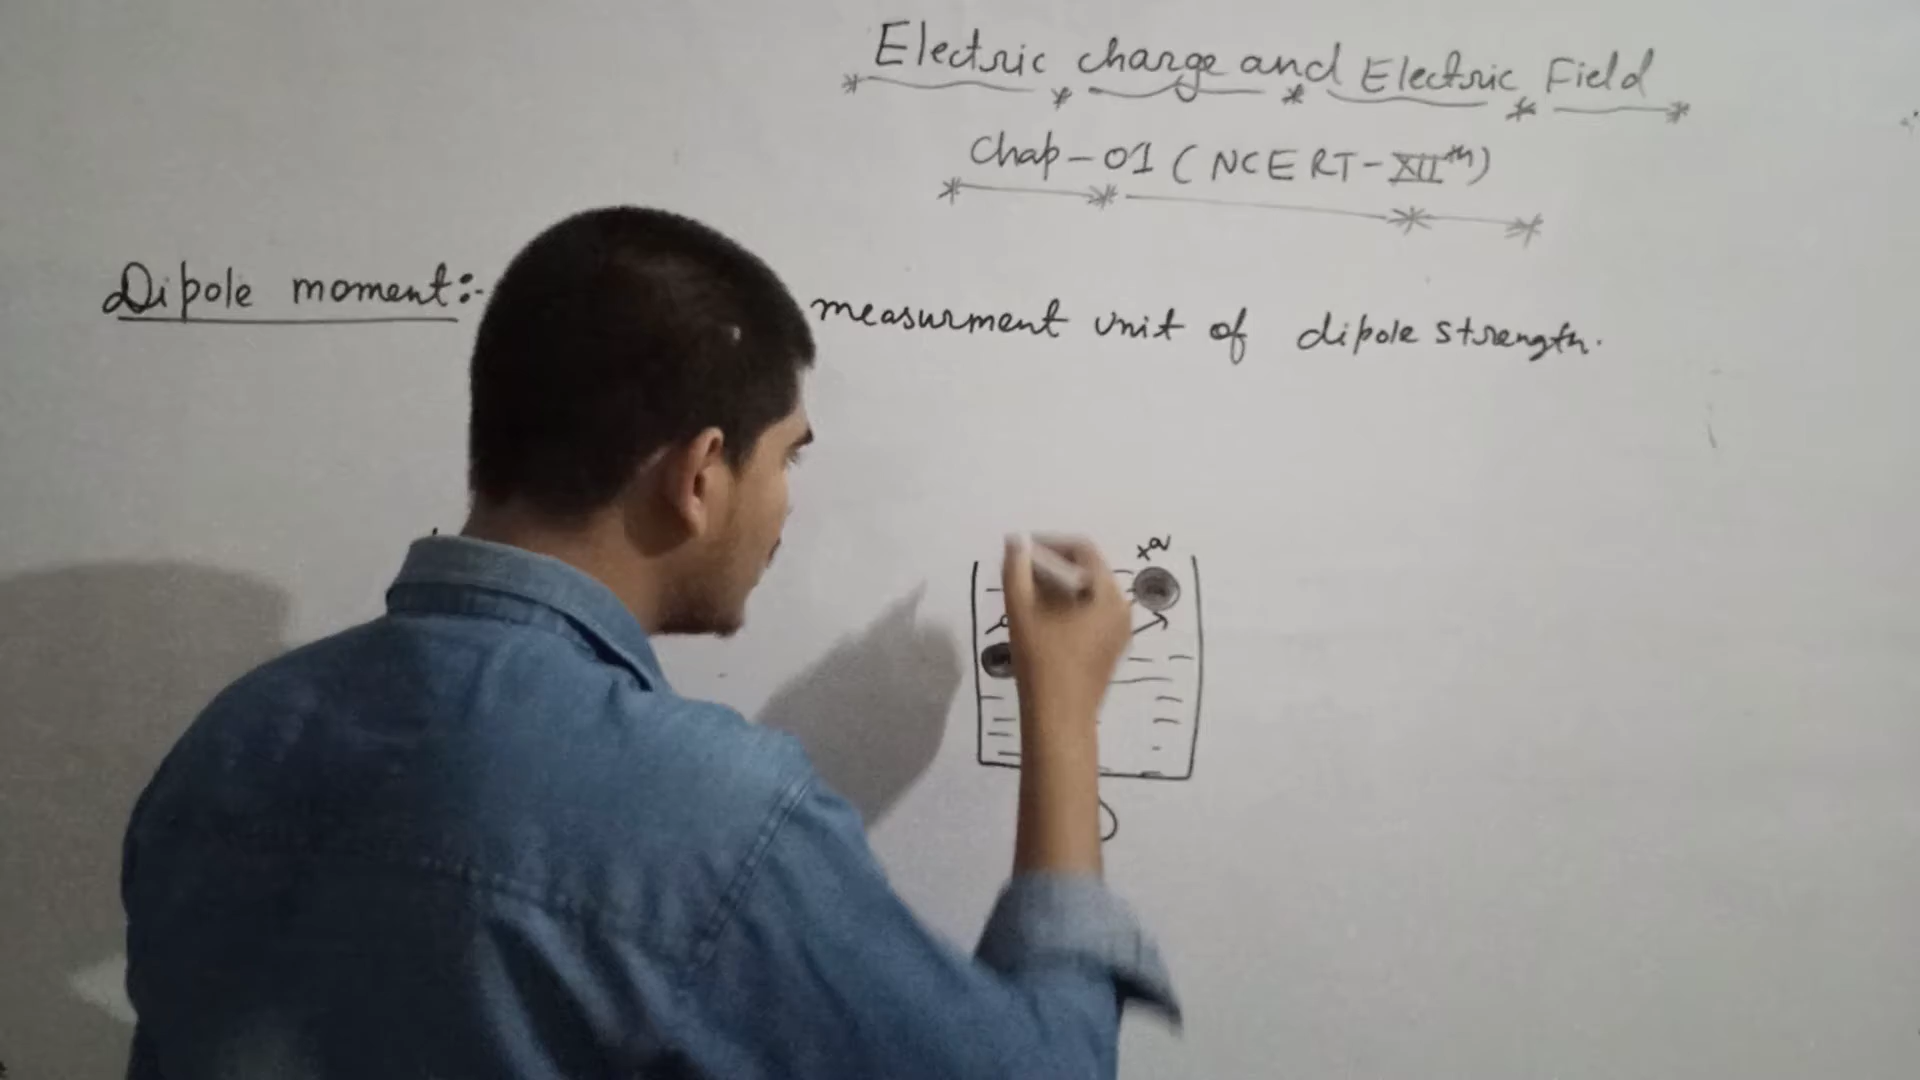 Electric charge and Electric Field
Chap-01 (NCERT-XIIth)
Dipole moment:- measurment unit of dipole strength.
+q